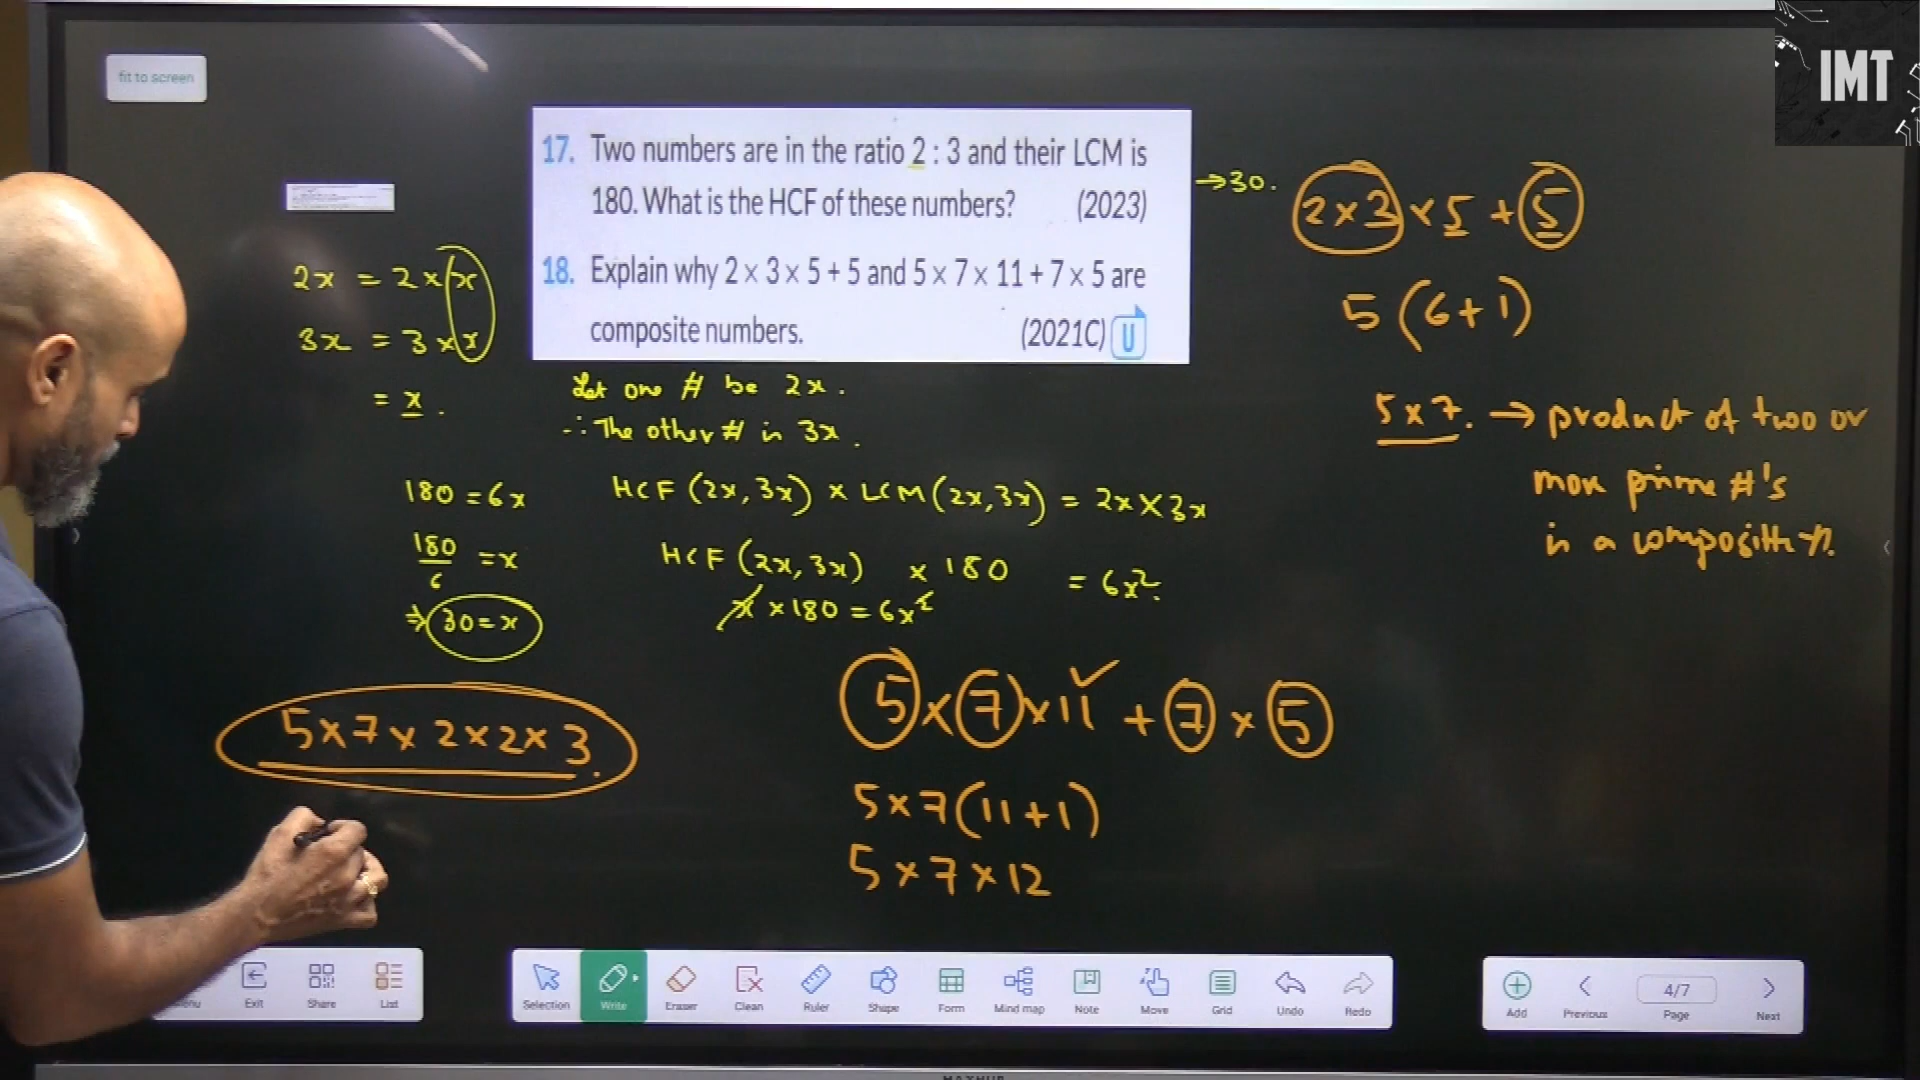 fit to screen
IMT
17. Two numbers are in the ratio 2 : 3 and their LCM is
180. What is the HCF of these numbers? (2023)
18. Explain why 2 × 3 × 5 + 5 and 5 × 7 × 11 + 7 × 5 are
composite numbers. (2021C) U
→30.
2x = 2 × x
3x = 3 × x
= x.
Let one # be 2x.
∴ The other # is 3x.
180 = 6x
180/6 = x
⇒ 30 = x
HCF (2x, 3x) × LCM (2x, 3x) = 2x × 3x
HCF (2x, 3x) × 180 = 6x².
x × 180 = 6x²
2 × 3 × 5 + 5
5 (6+1)
5 × 7. → product of two or
more prime #'s
is a composite n.
5 × 7 × 11 ✓ + 7 × 5
5 × 7 (11+1)
5 × 7 × 12
5 × 7 × 2 × 2 × 3.
Exit
Share
List
Selection
Write
Eraser
Clean
Ruler
Shape
Form
Mind map
Note
Move
Grid
Undo
Redo
Add
Previous
4/7
Page
Next